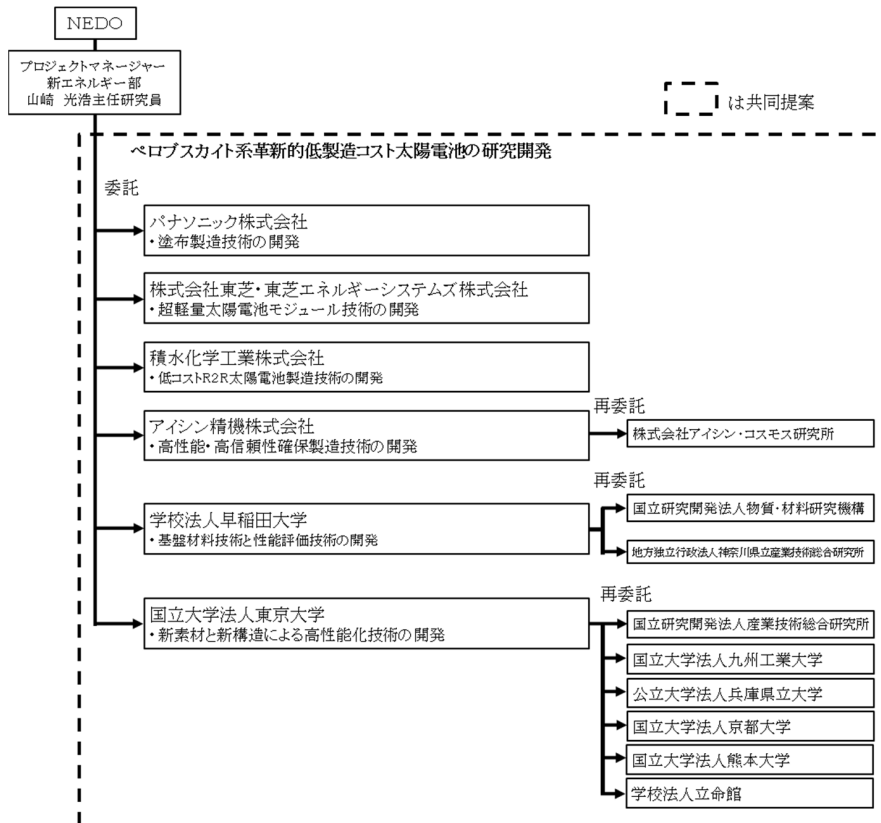 NEDO
プロジェクトマネージャー
新エネルギー部
山崎 光浩主任研究員
は共同提案
ペロブスカイト系革新的低製造コスト太陽電池の研究開発
委託
パナソニック株式会社
・塗布製造技術の開発
株式会社東芝・東芝エネルギーシステムズ株式会社
・超軽量太陽電池モジュール技術の開発
積水化学工業株式会社
・低コストR2R太陽電池製造技術の開発
アイシン精機株式会社
・高性能・高信頼性確保製造技術の開発
再委託
株式会社アイシン・コスモス研究所
学校法人早稲田大学
・基盤材料技術と性能評価技術の開発
再委託
国立研究開発法人物質・材料研究機構
地方独立行政法人神奈川県立産業技術総合研究所
国立大学法人東京大学
・新素材と新構造による高性能化技術の開発
再委託
国立研究開発法人産業技術総合研究所
国立大学法人九州工業大学
公立大学法人兵庫県立大学
国立大学法人京都大学
国立大学法人熊本大学
学校法人立命館